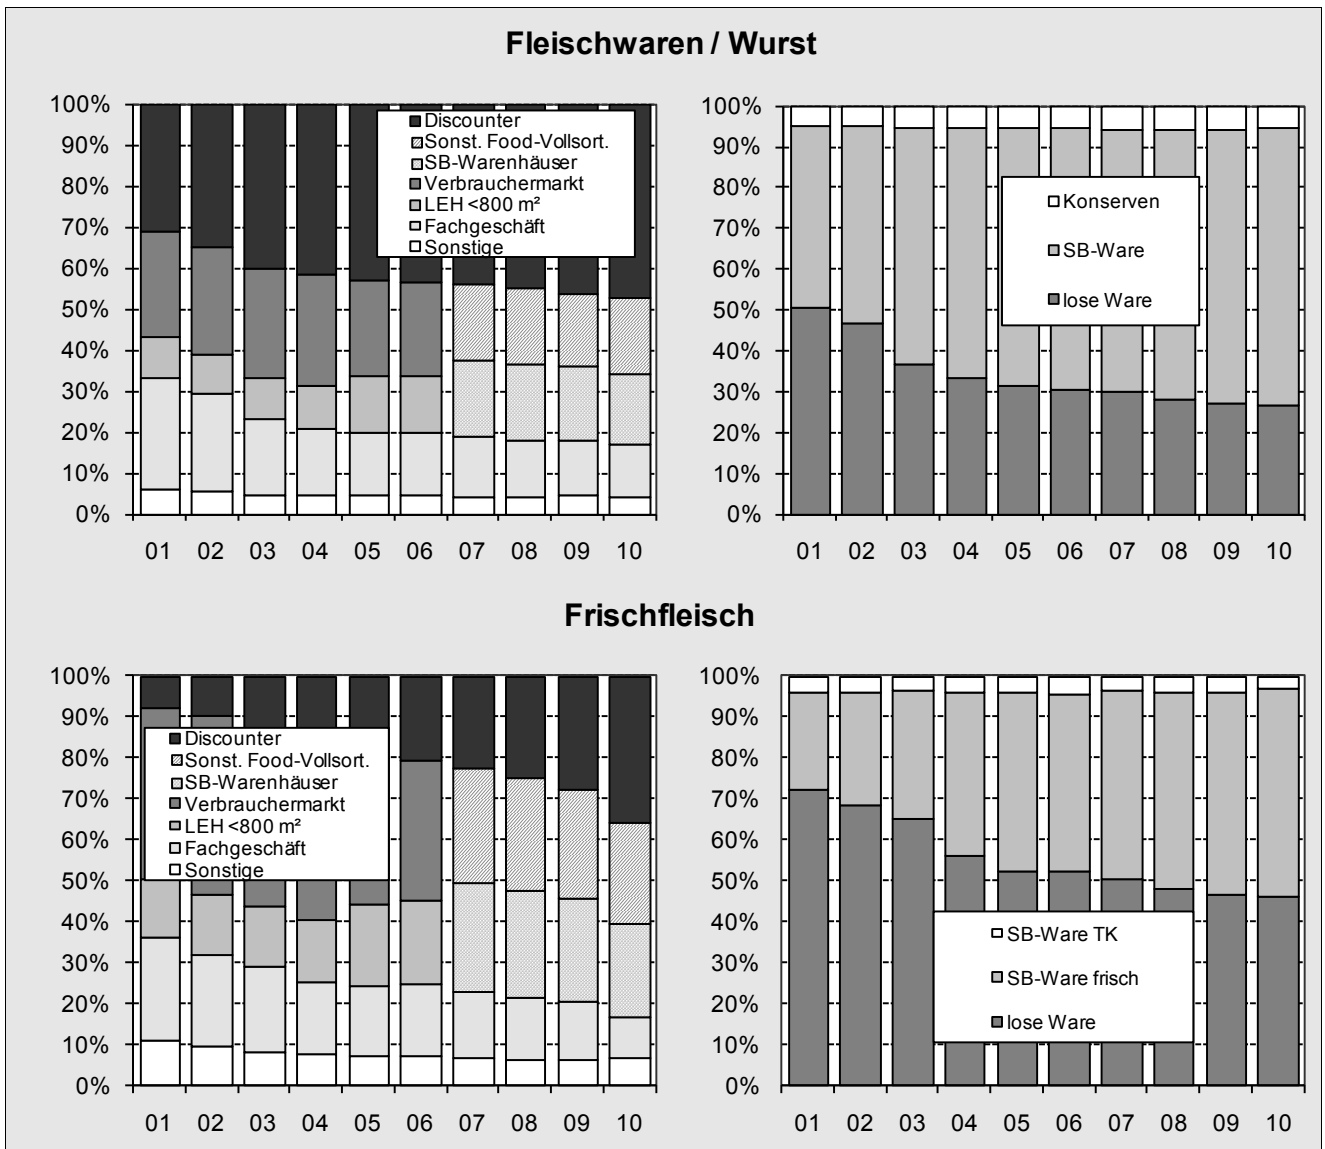 Fleischwaren / Wurst
100%
90%
80%
70%
60%
50%
40%
30%
20%
10%
0%
Discounter
Sonst. Food-Vollsort.
SB-Warenhäuser
Verbrauchermarkt
LEH <800 m²
Fachgeschäft
Sonstige
01 02 03 04 05 06 07 08 09 10
100%
90%
80%
70%
60%
50%
40%
30%
20%
10%
0%
Konserven
SB-Ware
lose Ware
01 02 03 04 05 06 07 08 09 10
Frischfleisch
100%
90%
80%
70%
60%
50%
40%
30%
20%
10%
0%
Discounter
Sonst. Food-Vollsort.
SB-Warenhäuser
Verbrauchermarkt
LEH <800 m²
Fachgeschäft
Sonstige
01 02 03 04 05 06 07 08 09 10
100%
90%
80%
70%
60%
50%
40%
30%
20%
10%
0%
SB-Ware TK
SB-Ware frisch
lose Ware
01 02 03 04 05 06 07 08 09 10